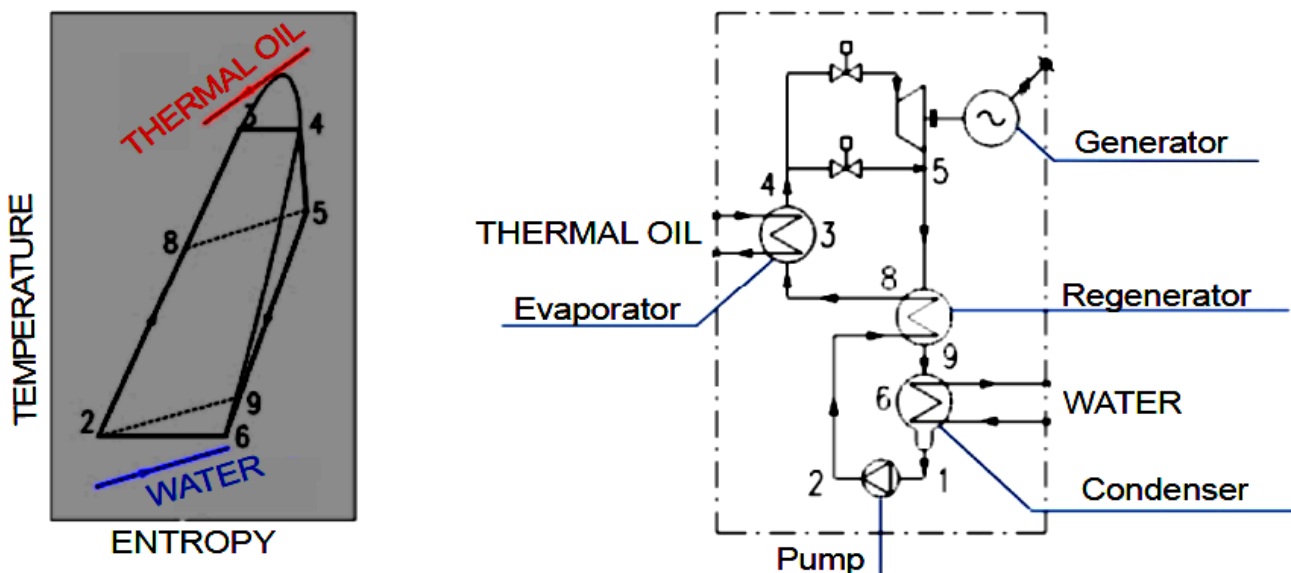 THERMAL OIL
3
4
5
8
2
9
6
WATER
TEMPERATURE
ENTROPY
4
5
Generator
THERMAL OIL
3
Evaporator
8
Regenerator
9
6
WATER
2
1
Condenser
Pump